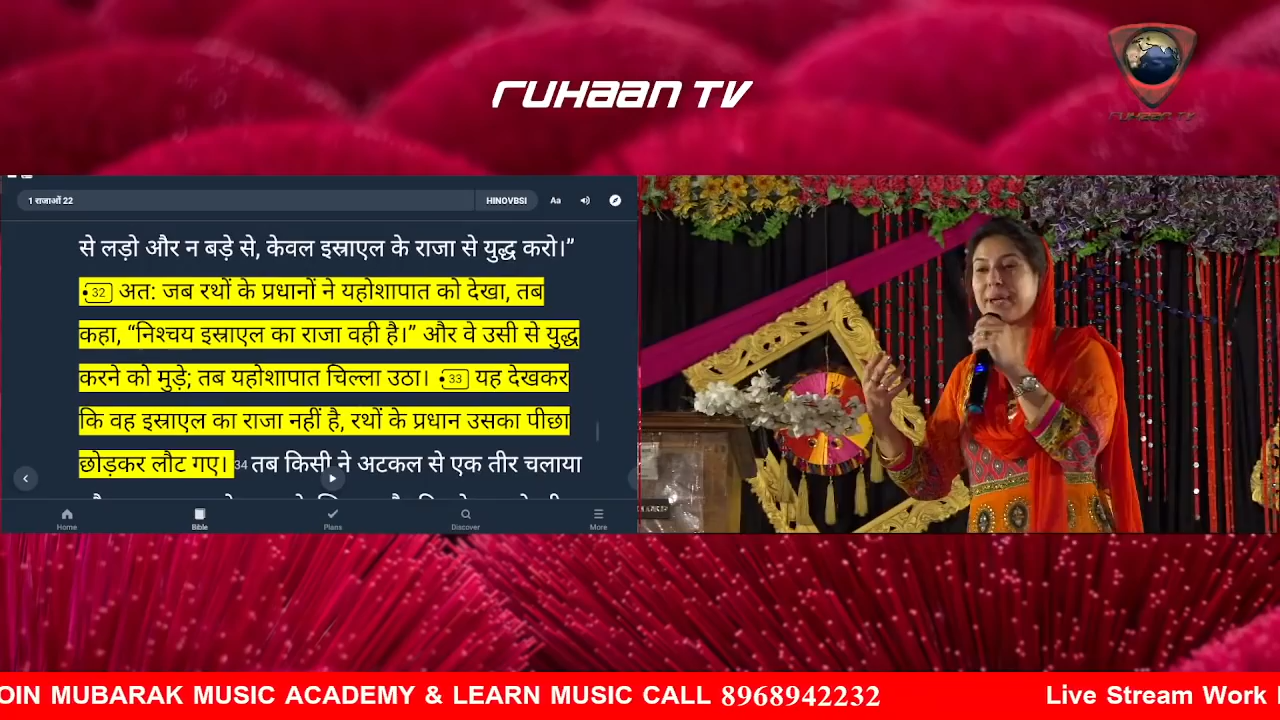 RUHAAN TV
RUHAAN TV
1 राजाओं 22
HINOVBSI
Aa
से लड़ो और न बड़े से, केवल इस्राएल के राजा से युद्ध करो।”
32 अत: जब रथों के प्रधानों ने यहोशापात को देखा, तब
कहा, “निश्चय इस्राएल का राजा वही है।” और वे उसी से युद्ध
करने को मुड़े; तब यहोशापात चिल्ला उठा। 33 यह देखकर
कि वह इस्राएल का राजा नहीं है, रथों के प्रधान उसका पीछा
छोड़कर लौट गए। 34 तब किसी ने अटकल से एक तीर चलाया
Home
Bible
Plans
Discover
More
OIN MUBARAK MUSIC ACADEMY & LEARN MUSIC CALL 8968942232
Live Stream Work